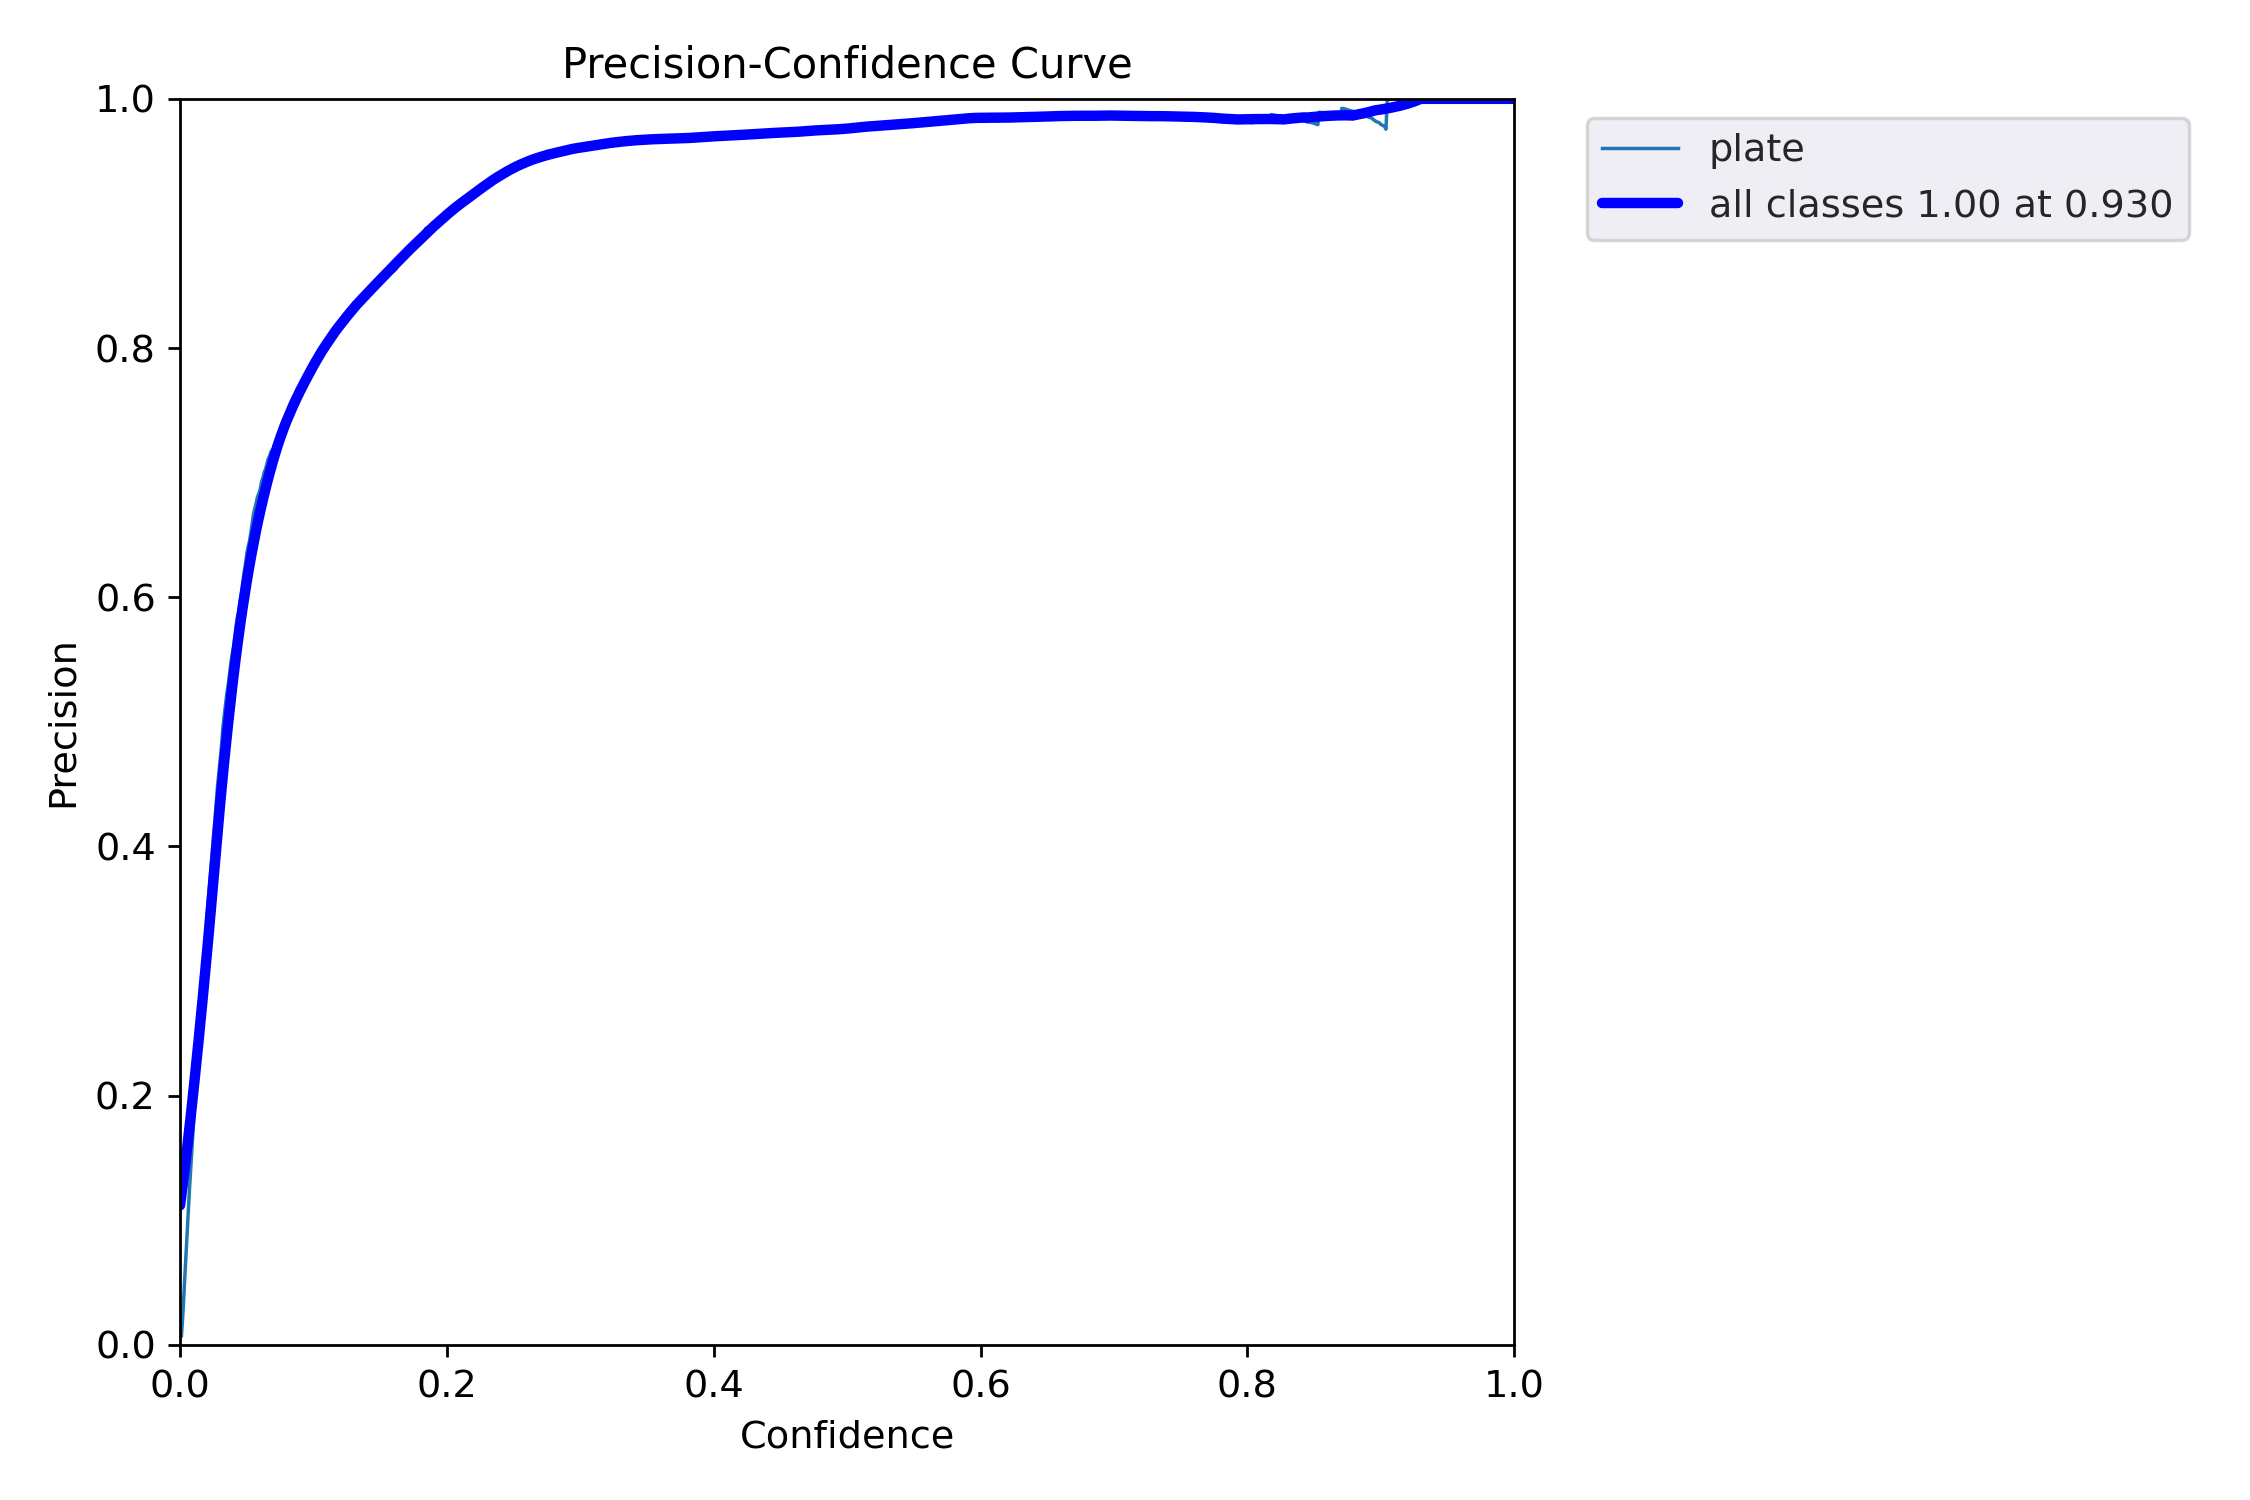 Precision-Confidence Curve
1.0
0.8
0.6
0.4
0.2
0.0
Precision
0.0 0.2 0.4 0.6 0.8 1.0
Confidence
plate
all classes 1.00 at 0.930